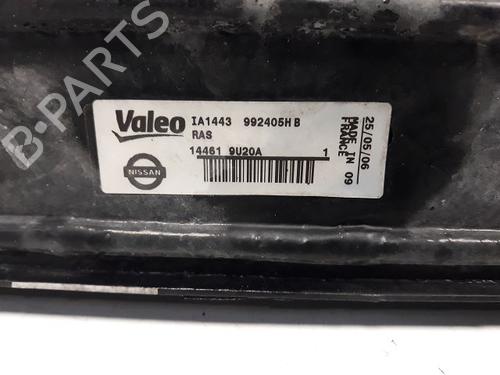 B-PARTS
Valeo IA1443 992405H B
RAS
14461 9U20A 1
NISSAN
25/05/06
MADE IN 09
FRANCE